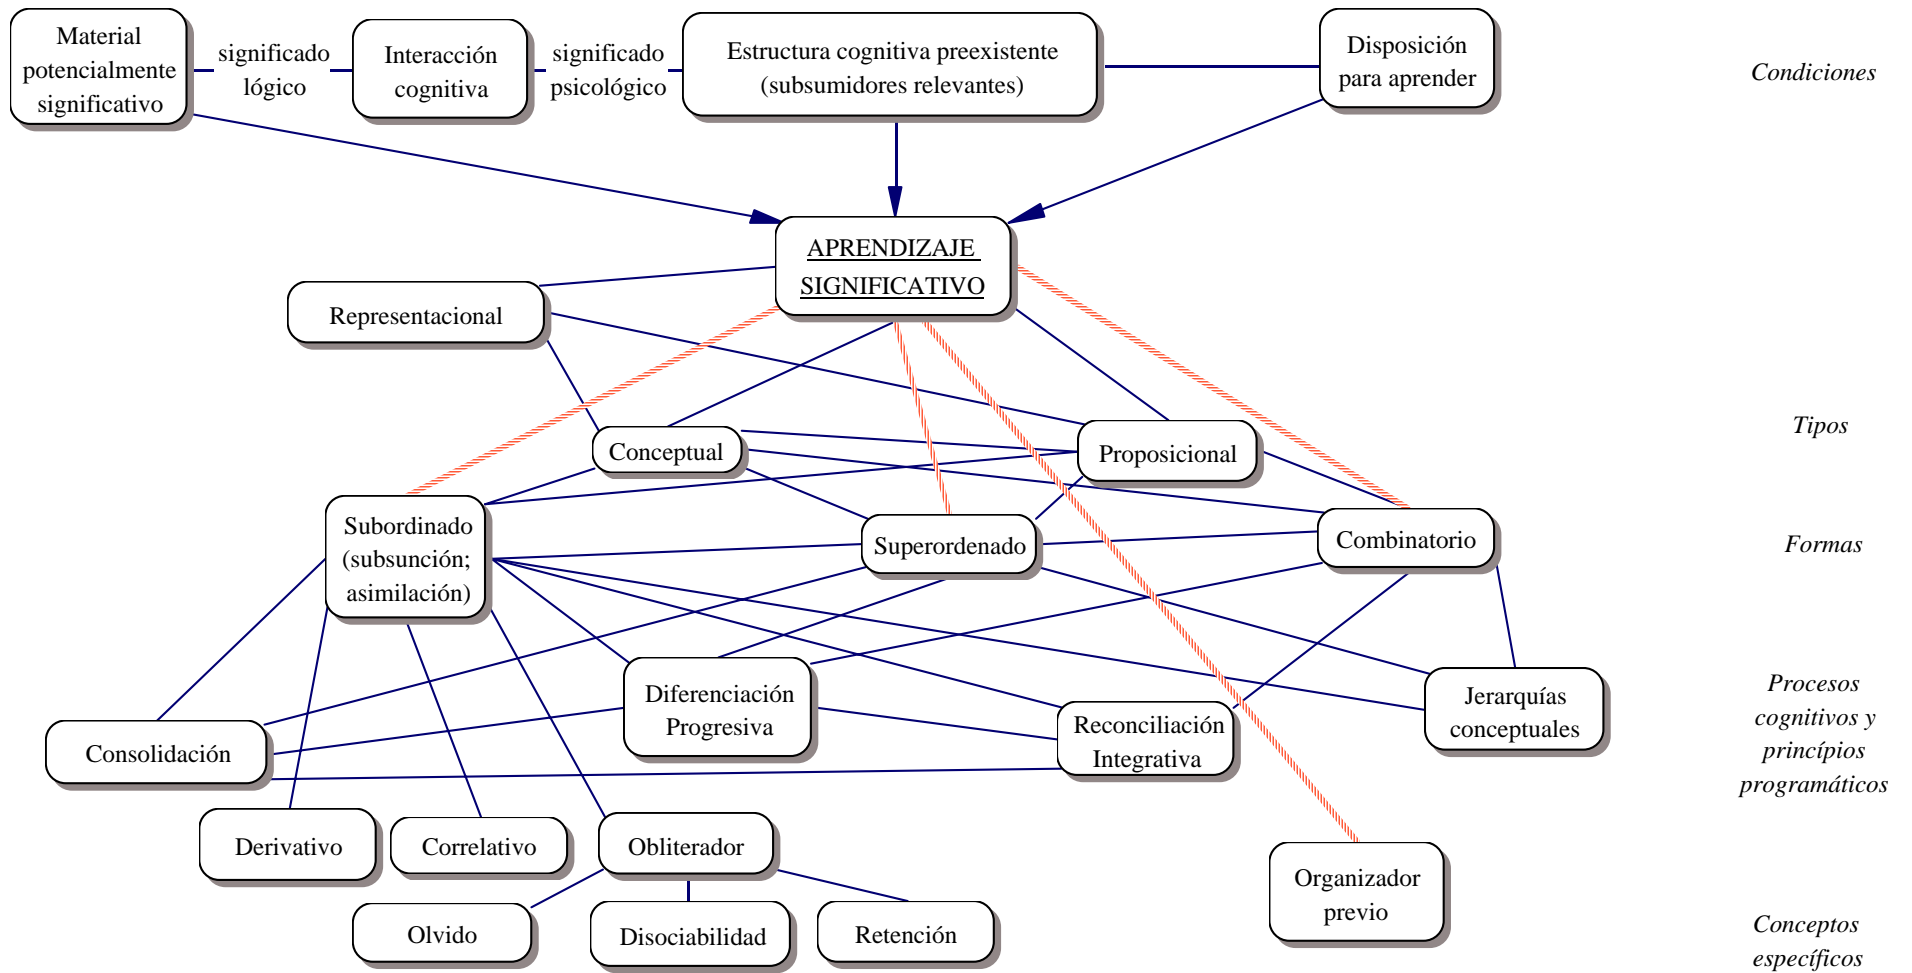 Material
potencialmente
significativo
significado
lógico
Interacción
cognitiva
significado
psicológico
Estructura cognitiva preexistente
(subsumidores relevantes)
Disposición
para aprender
Condiciones
APRENDIZAJE
SIGNIFICATIVO
Representacional
Conceptual
Proposicional
Tipos
Subordinado
(subsunción;
asimilación)
Superordenado
Combinatorio
Formas
Consolidación
Diferenciación
Progresiva
Reconciliación
Integrativa
Jerarquías
conceptuales
Procesos
cognitivos y
princípios
programáticos
Derivativo
Correlativo
Obliterador
Organizador
previo
Olvido
Disociabilidad
Retención
Conceptos
específicos